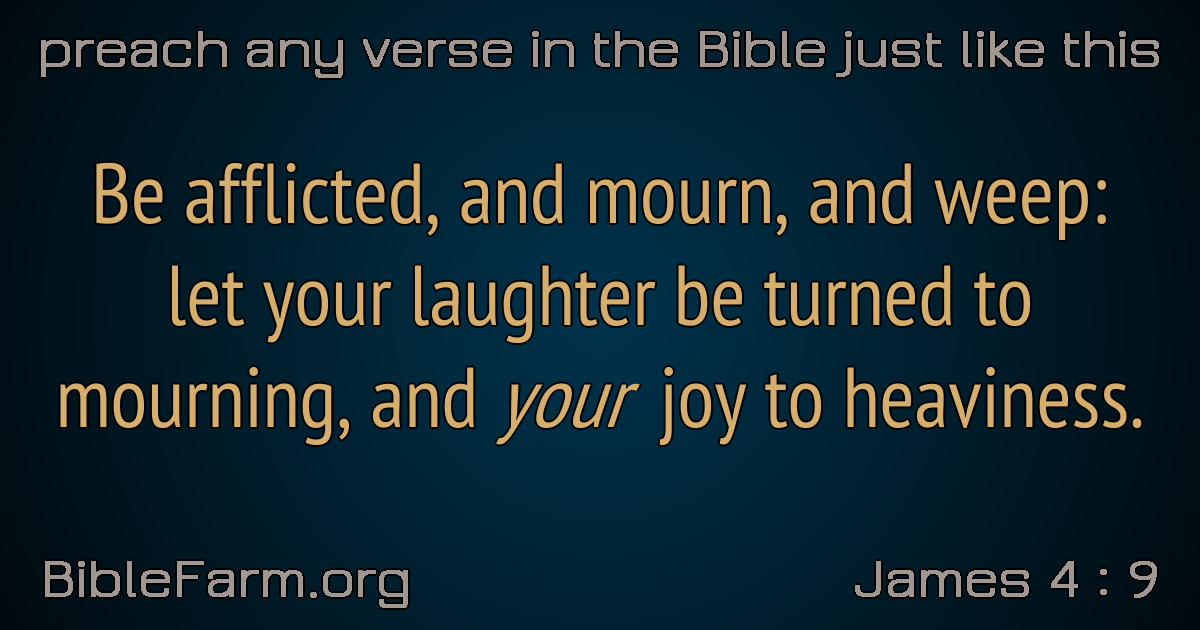 preach any verse in the Bible just like this
Be afflicted, and mourn, and weep:
let your laughter be turned to
mourning, and your joy to heaviness.
BibleFarm.org
James 4 : 9